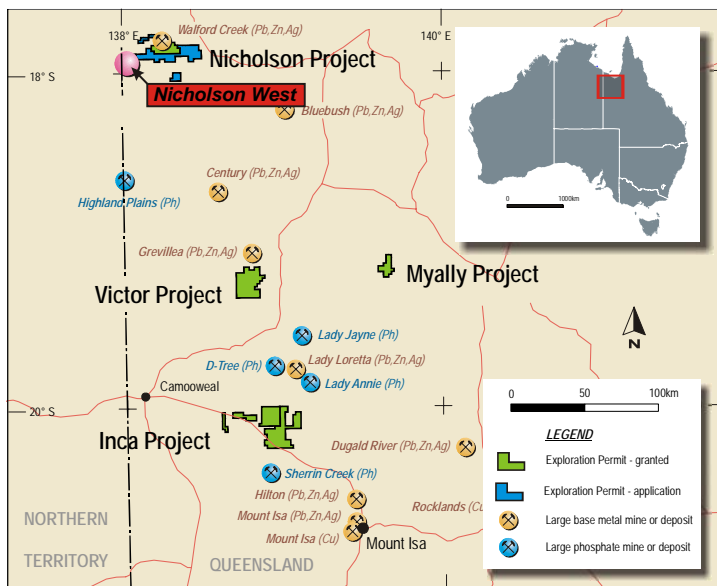 138° E
Walford Creek (Pb,Zn,Ag)
140° E
Nicholson Project
18° S
Nicholson West
Bluebush (Pb,Zn,Ag)
0
1000km
Century (Pb,Zn,Ag)
Highland Plains (Ph)
Grevillea (Pb,Zn,Ag)
Victor Project
Myally Project
Lady Jayne (Ph)
N
D-Tree (Ph)
Lady Loretta (Pb,Zn,Ag)
Lady Annie (Ph)
Camooweal
20° S
Inca Project
Dugald River (Pb,Zn,Ag)
Sherrin Creek (Ph)
Hilton (Pb,Zn,Ag)
Rocklands (Cu
Mount Isa (Pb,Zn,Ag)
Mount Isa (Cu)
Mount Isa
NORTHERN
TERRITORY
QUEENSLAND
0 50 100km
LEGEND
Exploration Permit - granted
Exploration Permit - application
Large base metal mine or deposit
Large phosphate mine or deposit